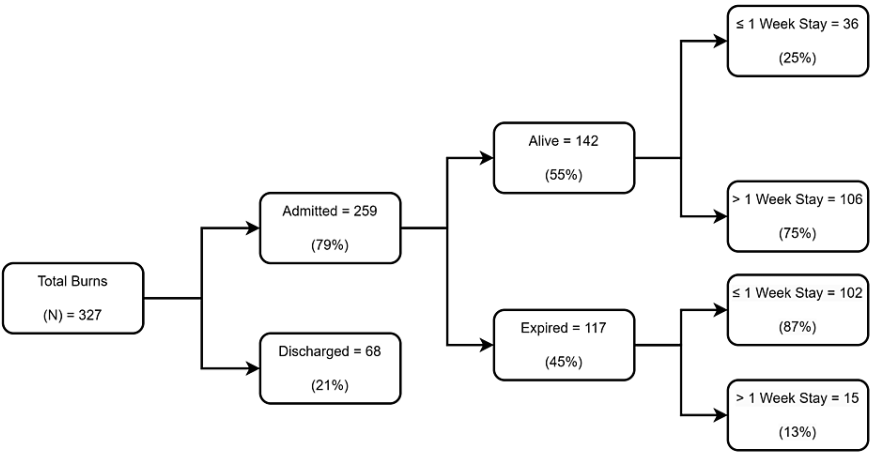 Total Burns
(N) = 327
Admitted = 259
(79%)
Discharged = 68
(21%)
Alive = 142
(55%)
Expired = 117
(45%)
≤ 1 Week Stay = 36
(25%)
> 1 Week Stay = 106
(75%)
≤ 1 Week Stay = 102
(87%)
> 1 Week Stay = 15
(13%)